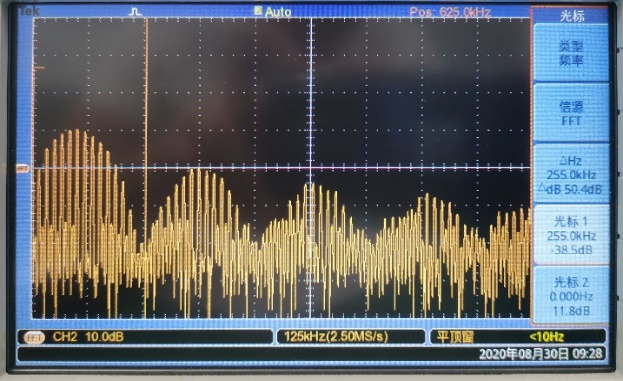 Tek
Auto
Pos: 625.0kHz
光标
类型
频率
信源
FFT
△Hz
255.0kHz
△dB 50.4dB
光标 1
255.0kHz
-38.5dB
光标 2
0.000Hz
11.8dB
CH2 10.0dB
125kHz(2.50MS/s)
平顶窗
<10Hz
2020年08月30日 09:28